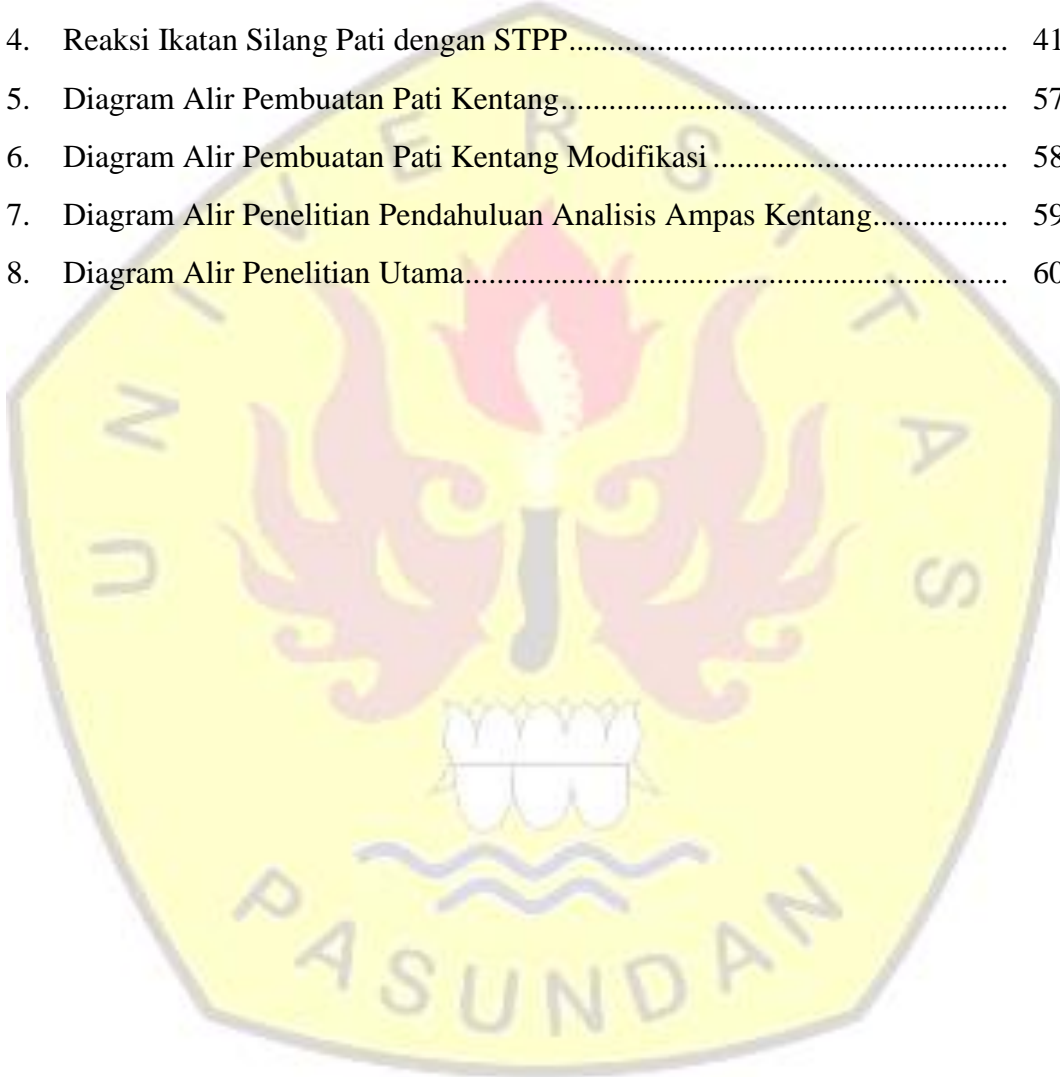 4. Reaksi Ikatan Silang Pati dengan STPP............................................................ 41
5. Diagram Alir Pembuatan Pati Kentang............................................................ 57
6. Diagram Alir Pembuatan Pati Kentang Modifikasi.......................................... 58
7. Diagram Alir Penelitian Pendahuluan Analisis Ampas Kentang...................... 59
8. Diagram Alir Penelitian Utama........................................................................ 60
UNIVERSITAS
PASUNDAN